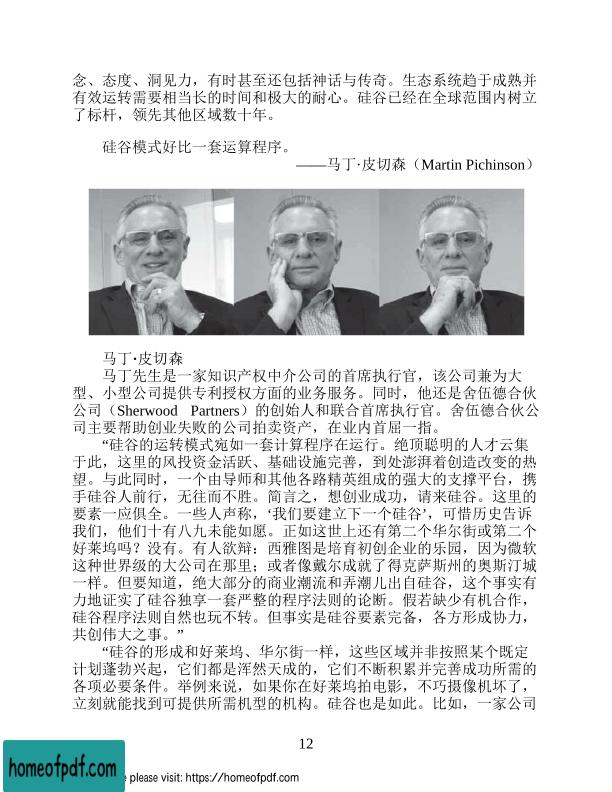 念、态度、洞见力，有时甚至还包括神话与传奇。生态系统趋于成熟并
有效运转需要相当长的时间和极大的耐心。硅谷已经在全球范围内树立
了标杆，领先其他区域数十年。
硅谷模式好比一套运算程序。
——马丁·皮切森（Martin Pichinson）
马丁·皮切森
马丁先生是一家知识产权中介公司的首席执行官，该公司兼为大
型、小型公司提供专利授权方面的业务服务。同时，他还是舍伍德合伙
公司（Sherwood Partners）的创始人和联合首席执行官。舍伍德合伙公
司主要帮助创业失败的公司拍卖资产，在业内首屈一指。
“硅谷的运转模式宛如一套计算程序在运行。绝顶聪明的人才云集
于此，这里的风投资金活跃、基础设施完善，到处澎湃着创造改变的热
望。与此同时，一个由导师和其他各路精英组成的强大的支撑平台，携
手硅谷人前行，无往而不胜。简言之，想创业成功，请来硅谷。这里的
要素一应俱全。一些人声称，‘我们要建立下一个硅谷’，可惜历史告诉
我们，他们十有八九未能如愿。正如这世上还有第二个华尔街或第二个
好莱坞吗？没有。有人欲辩：西雅图是培育初创企业的乐园，因为微软
这种世界级的大公司在那里；或者像戴尔成就了得克萨斯州的奥斯汀城
一样。但要知道，绝大部分的商业潮流和弄潮儿出自硅谷，这个事实有
力地证实了硅谷独享一套严整的程序法则的论断。假若缺少有机合作，
硅谷程序法则自然也玩不转。但事实是硅谷要素完备，各方形成协力，
共创伟大之事。”
“硅谷的形成和好莱坞、华尔街一样，这些区域并非按照某个既定
计划蓬勃兴起，它们都是浑然天成的，它们不断积累并完善成功所需的
各项必要条件。举例来说，如果你在好莱坞拍电影，不巧摄像机坏了，
立刻就能找到可提供所需机型的机构。硅谷也是如此。比如，一家公司
12
homeofpdf.com
please visit: https://homeofpdf.com